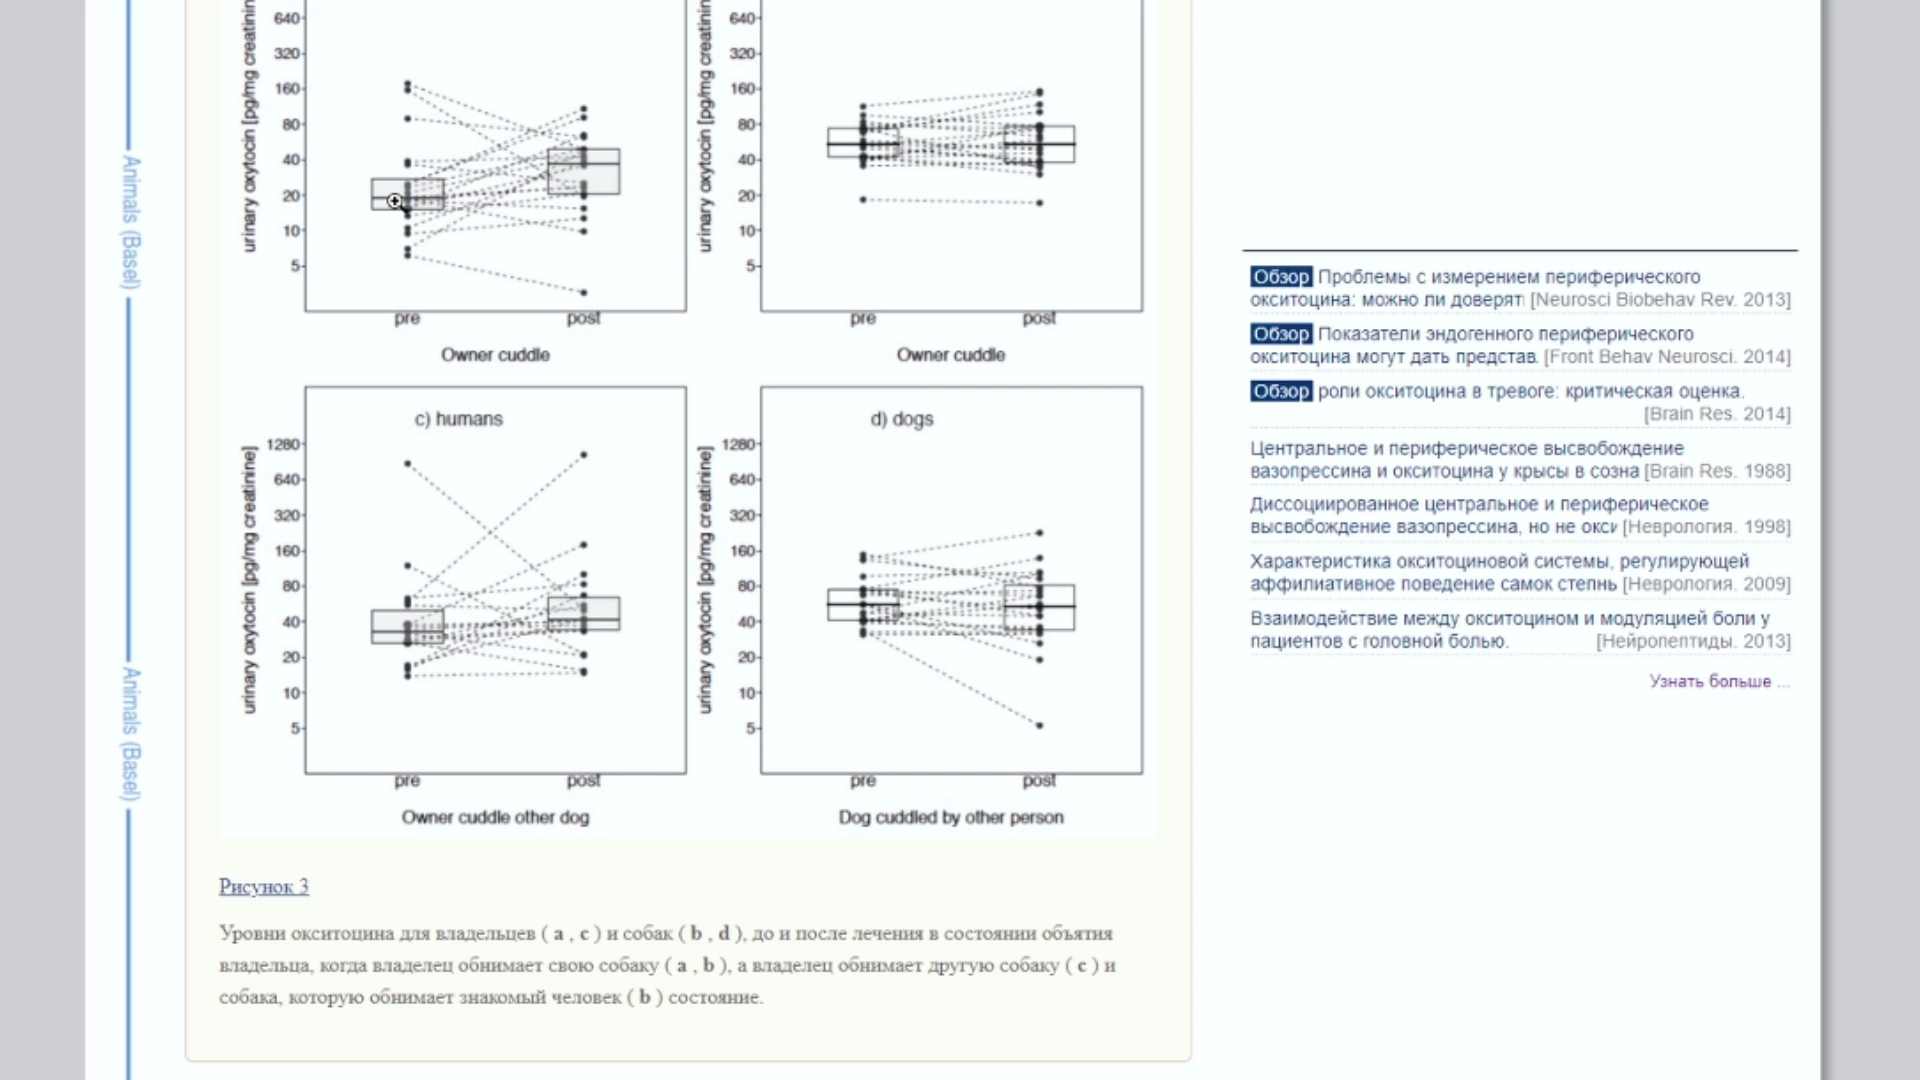 640
320
160
80
40
20
10
5
urinary oxytocin [pg/mg creatinin
pre
post
Owner cuddle
640
320
160
80
40
20
10
5
urinary oxytocin [pg/mg creatinin
pre
post
Owner cuddle
c) humans
1280
640
320
160
80
40
20
10
5
urinary oxytocin [pg/mg creatinine]
pre
post
Owner cuddle other dog
d) dogs
1280
640
320
160
80
40
20
10
5
urinary oxytocin [pg/mg creatinine]
pre
post
Dog cuddled by other person
Рисунок 3
Уровни окситоцина для владельцев ( a , c ) и собак ( b , d ), до и после лечения в состоянии объятия
владельца, когда владелец обнимает свою собаку ( a , b ), а владелец обнимает другую собаку ( c ) и
собака, которую обнимает знакомый человек ( b ) состояние.
Animals (Basel)
Animals (Basel)
Обзор Проблемы с измерением периферического
окситоцина: можно ли доверят [Neurosci Biobehav Rev. 2013]
Обзор Показатели эндогенного периферического
окситоцина могут дать представ. [Front Behav Neurosci. 2014]
Обзор роли окситоцина в тревоге: критическая оценка.
[Brain Res. 2014]
Центральное и периферическое высвобождение
вазопрессина и окситоцина у крысы в созна [Brain Res. 1988]
Диссоциированное центральное и периферическое
высвобождение вазопрессина, но не окси [Неврология. 1998]
Характеристика окситоциновой системы, регулирующей
аффилиативное поведение самок степнь [Неврология. 2009]
Взаимодействие между окситоцином и модуляцией боли у
пациентов с головной болью. [Нейропептиды. 2013]
Узнать больше ...